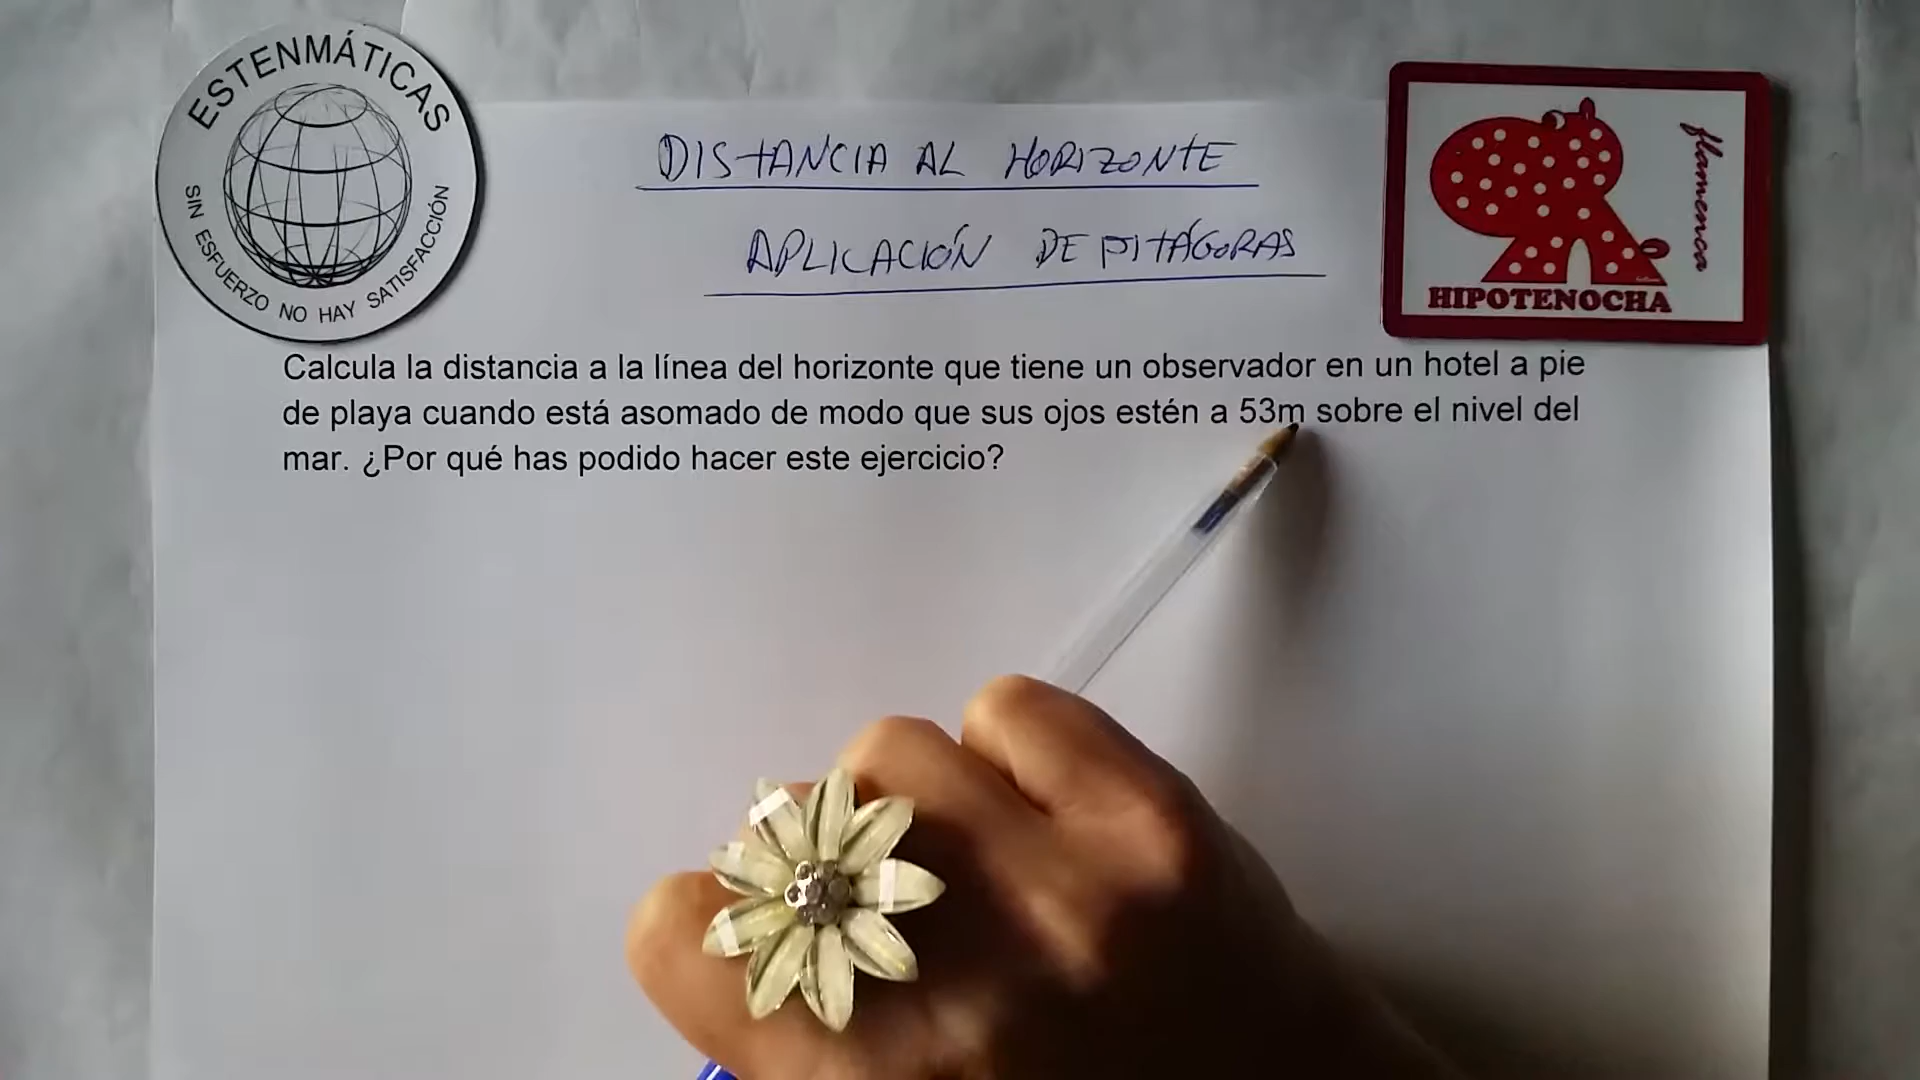 ESTENMÁTICAS
SIN ESFUERZO NO HAY SATISFACCIÓN
DISTANCIA AL HORIZONTE
APLICACIÓN DE PITÁGORAS
flamenca
HIPOTENOCHA
Calcula la distancia a la línea del horizonte que tiene un observador en un hotel a pie
de playa cuando está asomado de modo que sus ojos estén a 53m sobre el nivel del
mar. ¿Por qué has podido hacer este ejercicio?